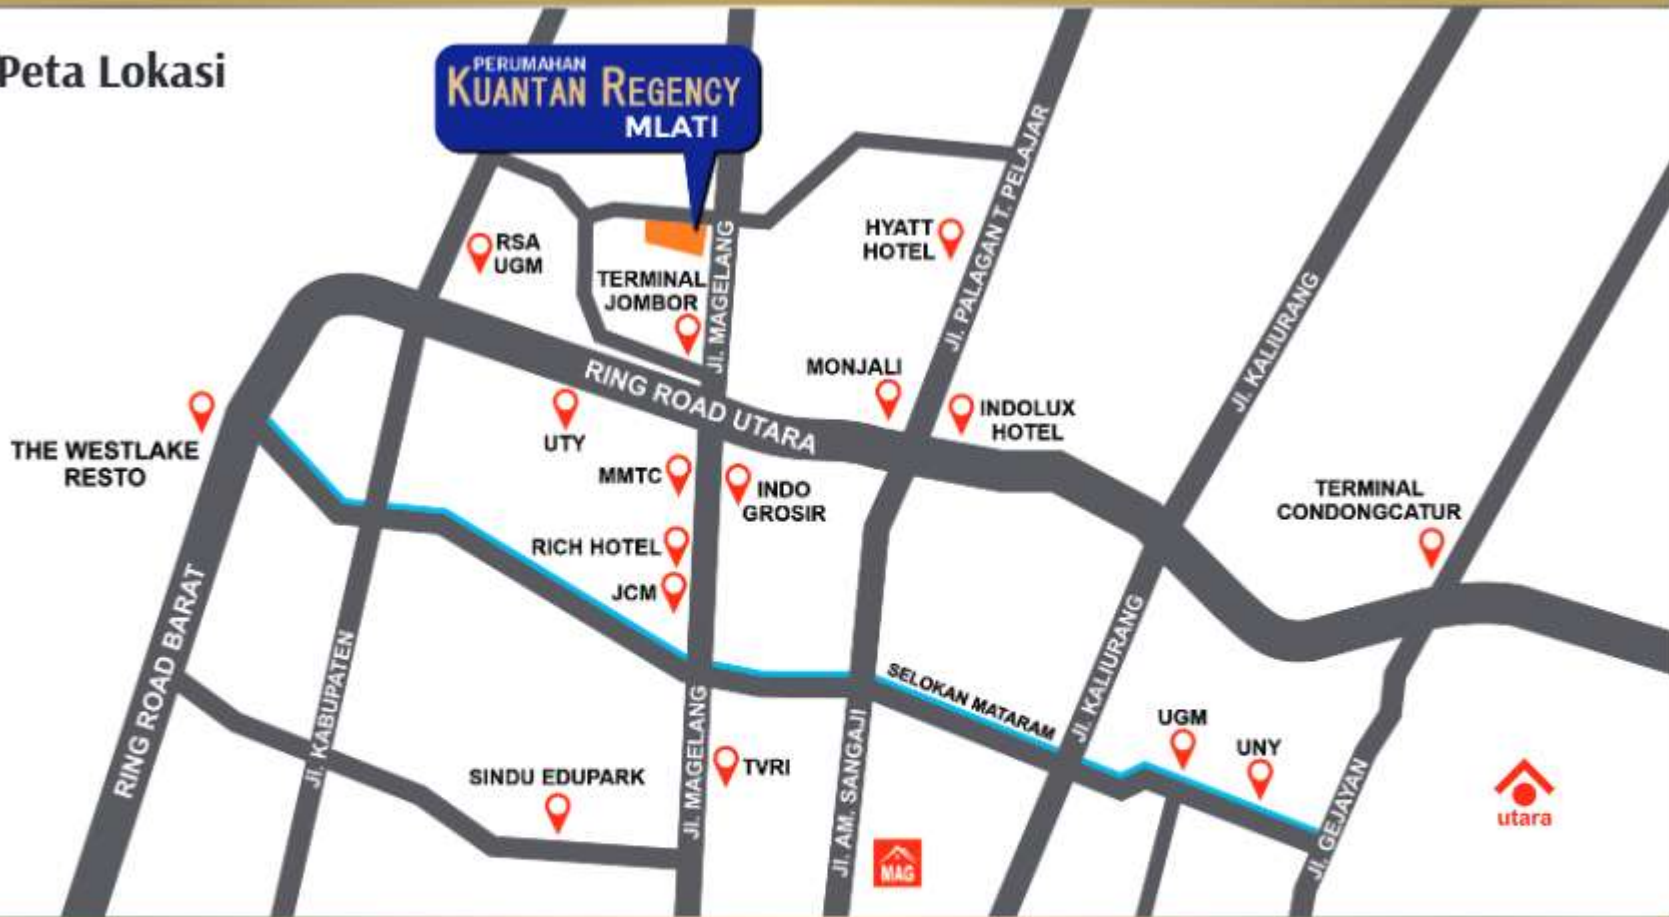 Peta Lokasi
PERUMAHAN
KUANTAN REGENCY
MLATI
RSA
UGM
TERMINAL
JOMBOR
Jl. MAGELANG
HYATT
HOTEL
Jl. PALAGAN T. PELAJAR
Jl. KALIURANG
RING ROAD UTARA
MONJALI
INDOLUX
HOTEL
THE WESTLAKE
RESTO
UTY
MMTC
INDO
GROSIR
RICH HOTEL
JCM
TERMINAL
CONDONGCATUR
RING ROAD BARAT
Jl. KABUPATEN
SELOKAN MATARAM
Jl. KALIURANG
UGM
UNY
SINDU EDUPARK
Jl. MAGELANG
TVRI
Jl. AM. SANGAJI
MAG
Jl. GEJAYAN
utara